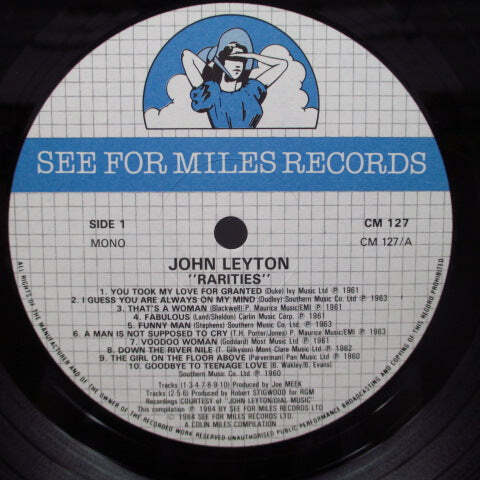 SEE FOR MILES RECORDS
SIDE 1
MONO
CM 127
CM 127/A
JOHN LEYTON
"RARITIES"
1. YOU TOOK MY LOVE FOR GRANTED (Duke) Ivy Music Ltd ℗ 1961
2. I GUESS YOU ARE ALWAYS ON MY MIND (Dudley) Southern Music Co. Ltd ℗ 1963
3. THAT'S A WOMAN (Blackwell) P. Maurice Music/EMI ℗ 1961
4. FABULOUS (Land/Sheldon) Carlin Music Corp. ℗ 1961
5. FUNNY MAN (Stephens) Southern Music Co. Ltd ℗ 1963
6. A MAN IS NOT SUPPOSED TO CRY (T.H. Porter/Jones) P. Maurice Music/EMI ℗ 1963
7. VOODOO WOMAN (Goddard) Most Music Ltd ℗ 1961
8. DOWN THE RIVER NILE (T. Gilkyson) Mont-Clare Music Ltd ℗ 1962
9. THE GIRL ON THE FLOOR ABOVE (Parverman) Pan Music Ltd ℗ 1960
10. GOODBYE TO TEENAGE LOVE (B. Wakley/B. Evans)
Southern Music Co. Ltd ℗ 1960
Tracks (1·3·4·7·8·9·10) Produced by Joe MEEK
Tracks (2·5·6) Produced by Robert STIGWOOD for RGM
Recordings COURTESY of "JOHN LEYTON/DIAL MUSIC"
This compilation ℗ 1984 BY SEE FOR MILES RECORDS LTD
© 1984 SEE FOR MILES RECORDS LTD.
A COLIN MILES COMPILATION
ALL RIGHTS OF THE MANUFACTURER AND OF THE OWNER OF THE RECORDED WORK RESERVED UNAUTHORISED PUBLIC PERFORMANCE BROADCASTING AND COPYING OF THIS RECORD PROHIBITED